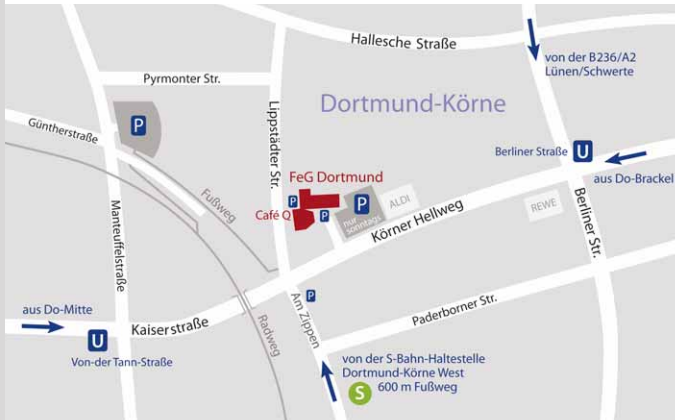 Hallesche Straße
von der B236/A2
Lünen/Schwerte
Pyrmonter Str.
Dortmund-Körne
Lippstädter Str.
Güntherstraße
P
Berliner Straße
U
aus Do-Brackel
FeG Dortmund
Fußweg
P
P
nur
sonntags
ALDI
Café Q
P
Körner Hellweg
REWE
Berliner Str.
Manteuffelstraße
aus Do-Mitte
Kaiserstraße
U
Von-der Tann-Straße
Radweg
Am Zippen
P
Paderborner Str.
von der S-Bahn-Haltestelle
Dortmund-Körne West
S
600 m Fußweg